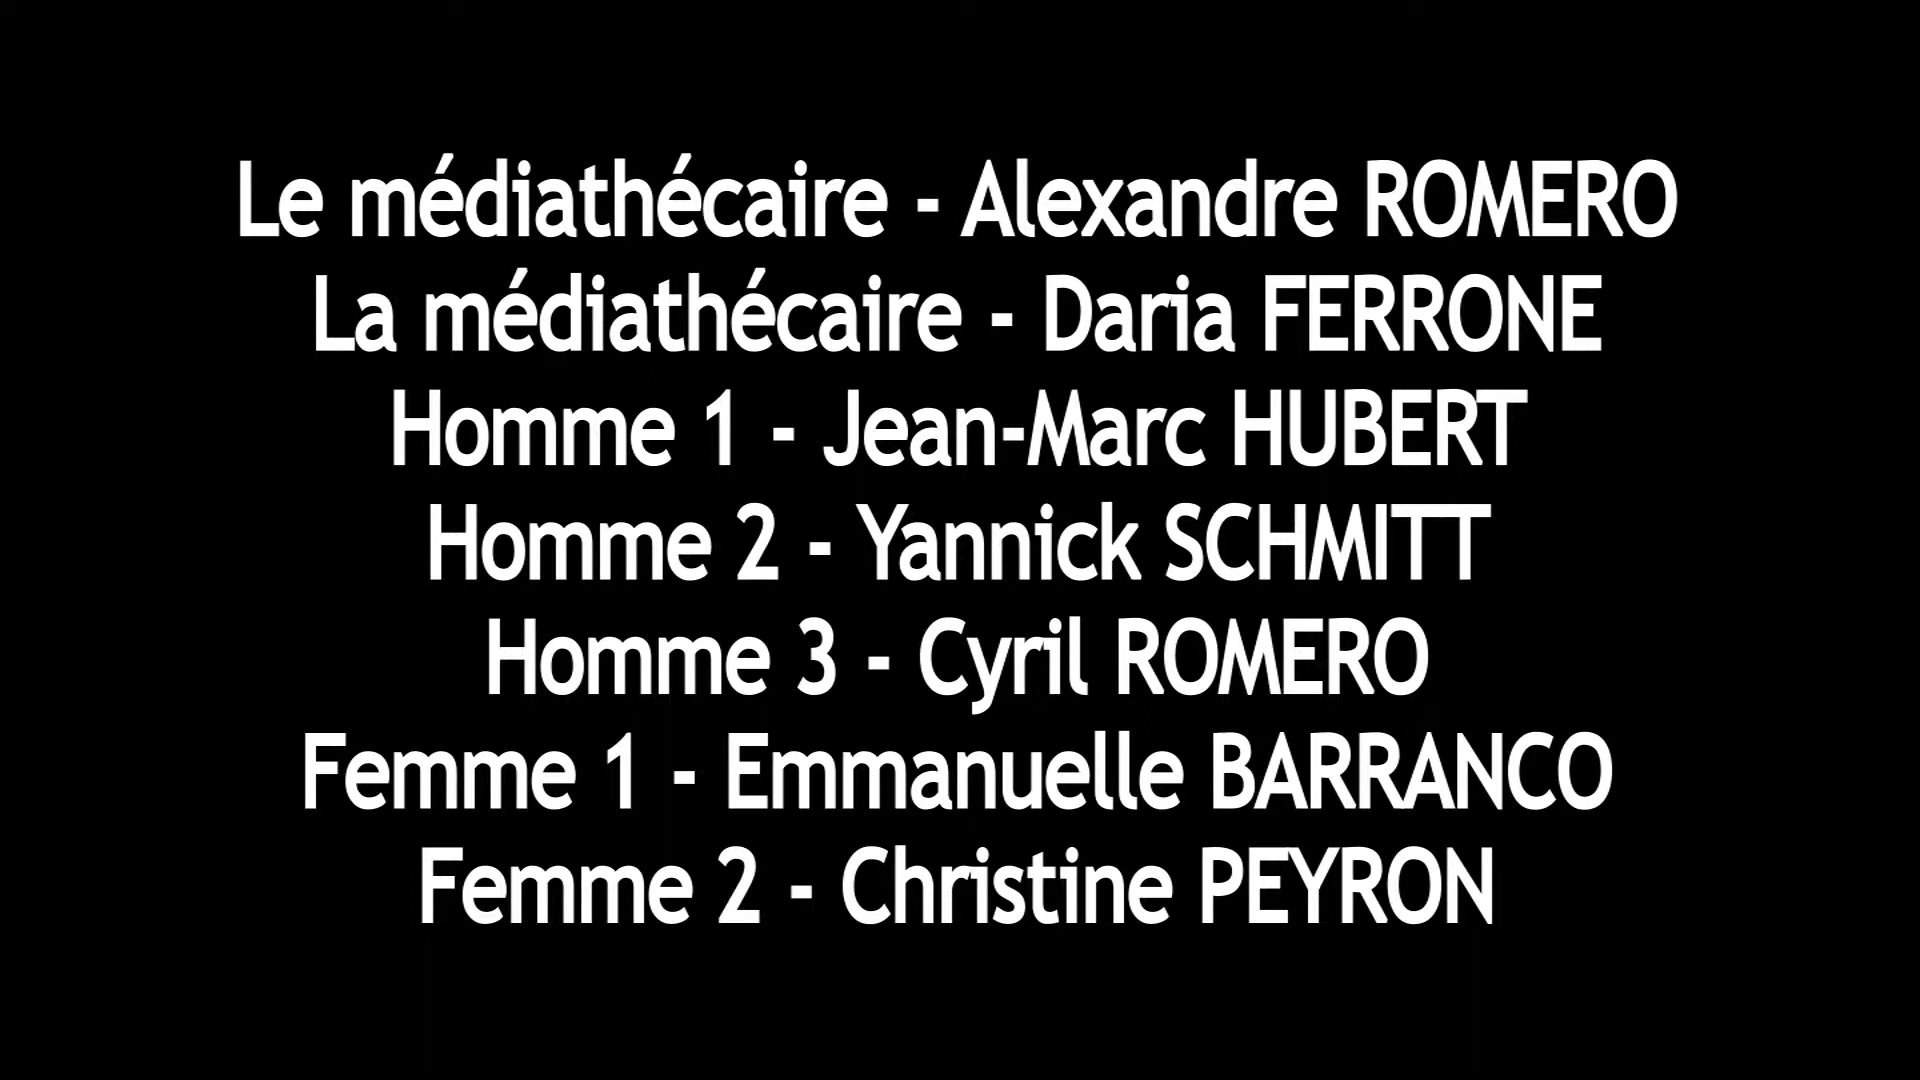 Le médiathécaire - Alexandre ROMERO
La médiathécaire - Daria FERRONE
Homme 1 - Jean-Marc HUBERT
Homme 2 - Yannick SCHMITT
Homme 3 - Cyril ROMERO
Femme 1 - Emmanuelle BARRANCO
Femme 2 - Christine PEYRON